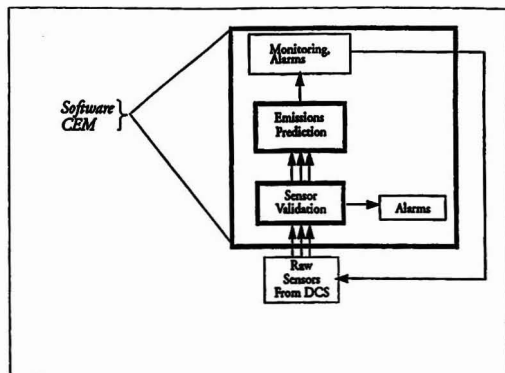 Monitoring,
Alarms
Software
CEM
Emissions
Prediction
Sensor
Validation
Alarms
Raw
Sensors
From DCS